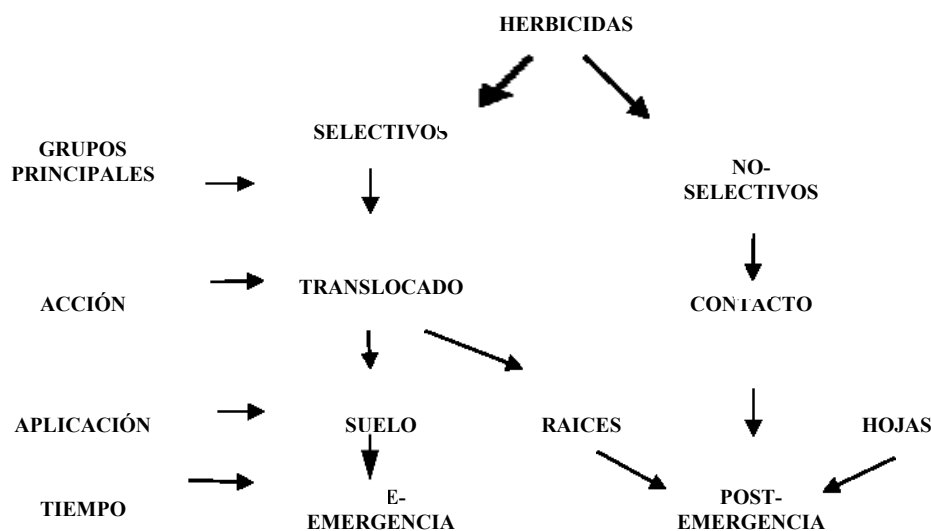 HERBICIDAS
SELECTIVOS
GRUPOS
PRINCIPALES
NO-
SELECTIVOS
TRANSLOCADO
ACCIÓN
CONTACTO
APLICACIÓN
SUELO
RAICES
HOJAS
TIEMPO
E-
EMERGENCIA
POST-
EMERGENCIA